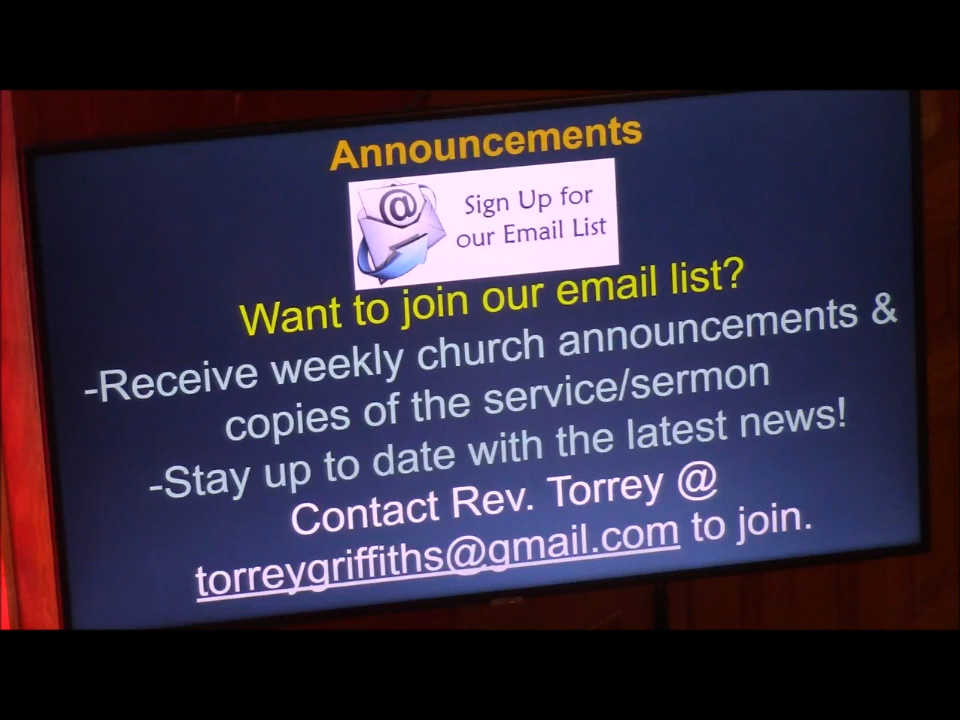 Announcements
@
Sign Up for
our Email List
Want to join our email list?
-Receive weekly church announcements &
copies of the service/sermon
-Stay up to date with the latest news!
Contact Rev. Torrey @
torreygriffiths@gmail.com to join.